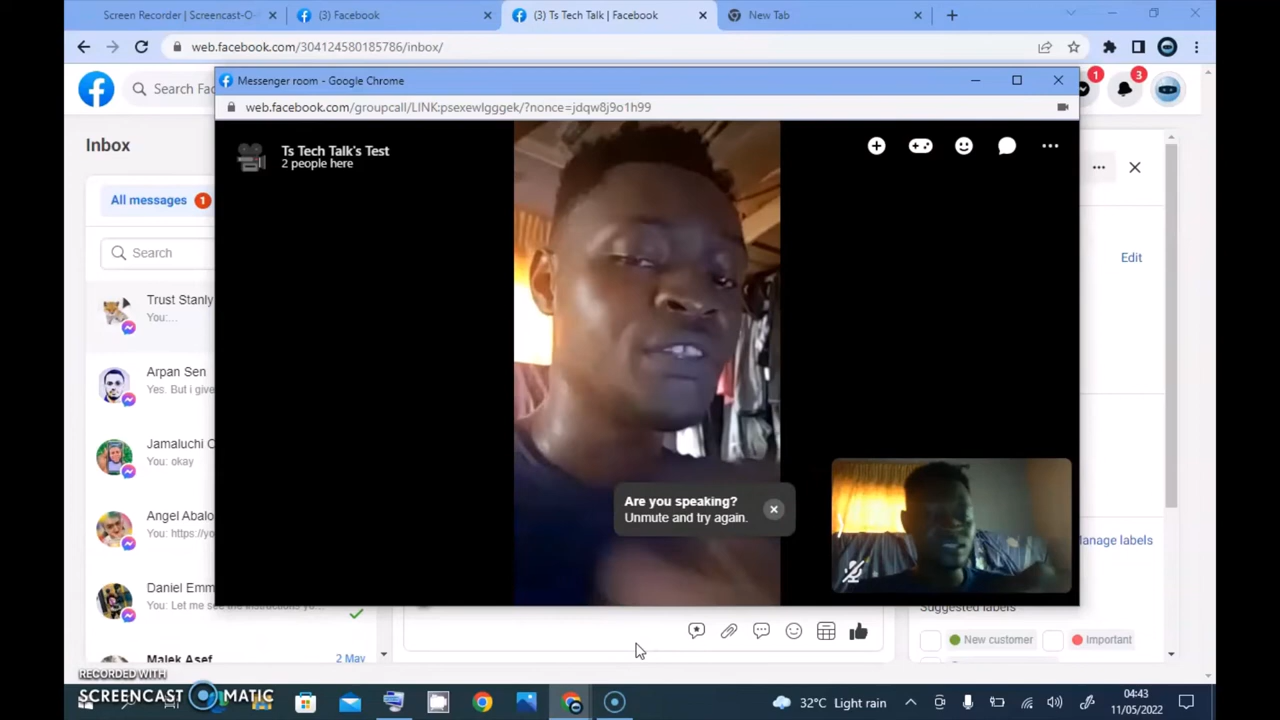 Screen Recorder | Screencast-O-
(3) Facebook
(3) Ts Tech Talk | Facebook
New Tab
web.facebook.com/304124580185786/inbox/
Search Fac
1
3
Messenger room - Google Chrome
web.facebook.com/groupcall/LINK:psexewlgggek/?nonce=jdqw8j9o1h99
Ts Tech Talk's Test
2 people here
Inbox
All messages 1
Search
Edit
Trust Stanly
You:...
Arpan Sen
Yes: But i give
Jamaluchi C
You: okay
Angel Abalo
You: https://yo
Daniel Emm
You: Let me see the instructions yo...
Malek Asef
2 May
Are you speaking?
Unmute and try again.
Manage labels
Suggested labels
New customer
Important
RECORDED WITH
SCREENCAST MATIC
32°C Light rain
04:43
11/05/2022